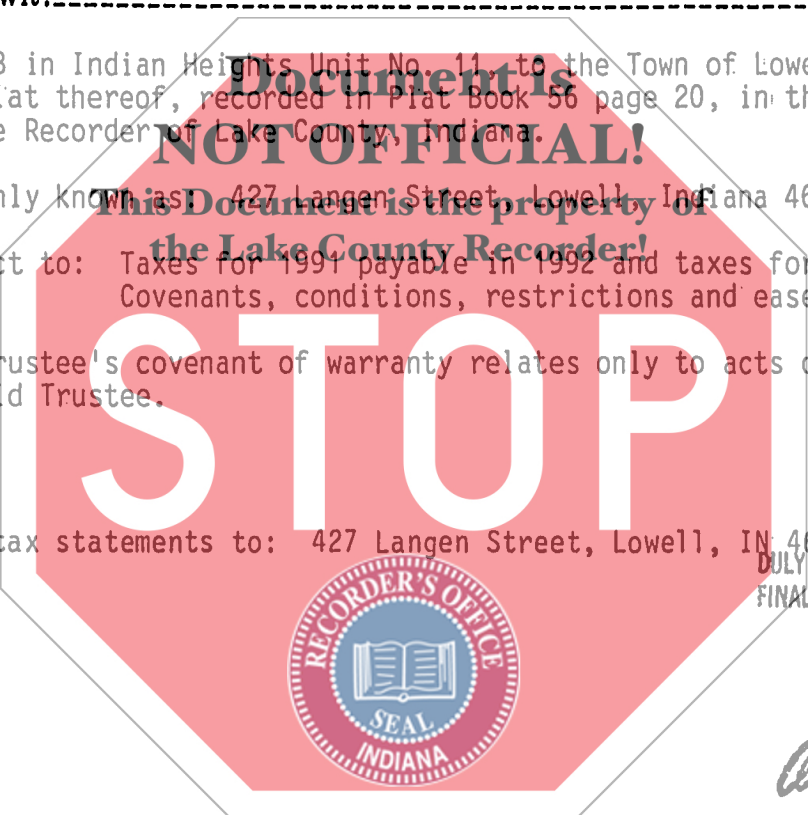 3 in Indian Heights Unit No. 11, to the Town of Lowe
at thereof, recorded in Plat Book 56 page 20, in th
e Recorder of Lake County, Indiana.
Document is
NOT OFFICIAL!
This Document is the property of
the Lake County Recorder!
nly known as: 427 Langen Street, Lowell, Indiana 46
ct to: Taxes for 1991 payable in 1992 and taxes for
Covenants, conditions, restrictions and ease
rustee's covenant of warranty relates only to acts o
d Trustee.
STOP
tax statements to: 427 Langen Street, Lowell, IN 46
DULY
FINAL
RECORDER'S OFFICE
SEAL
INDIANA